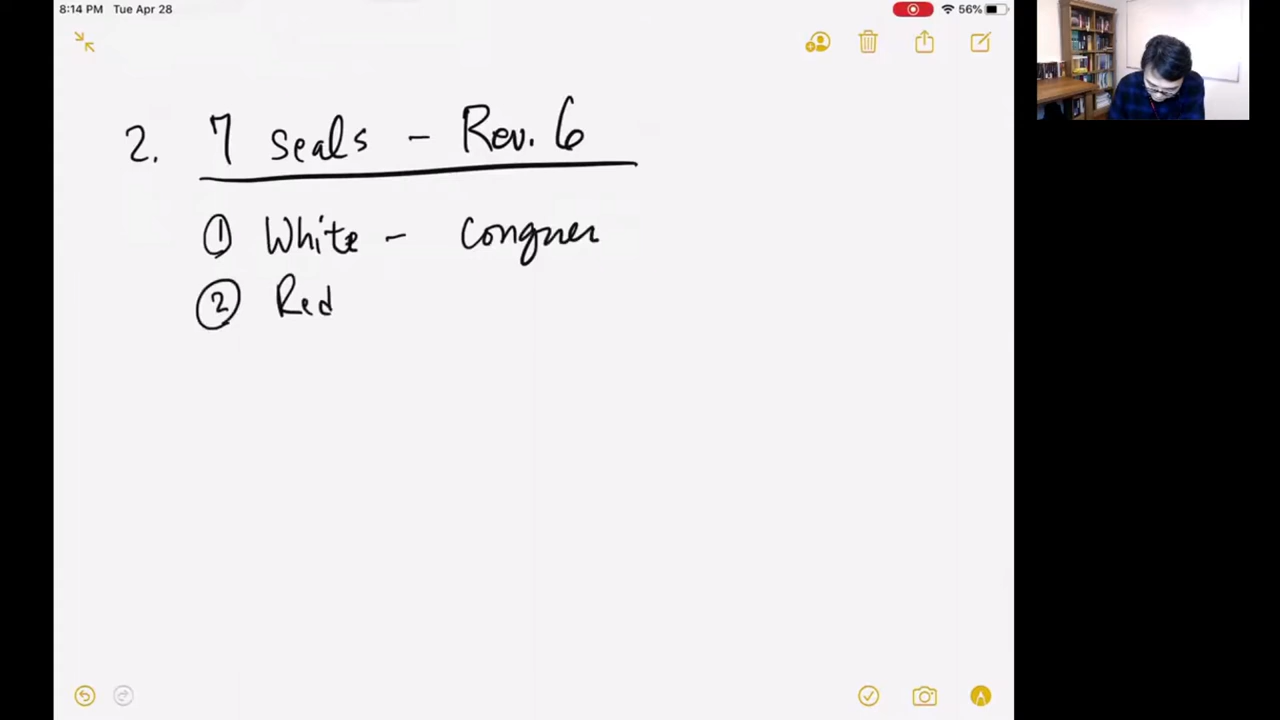 8:14 PM Tue Apr 28 56%
2. 7 seals - Rev. 6
① White - Conquer
② Red